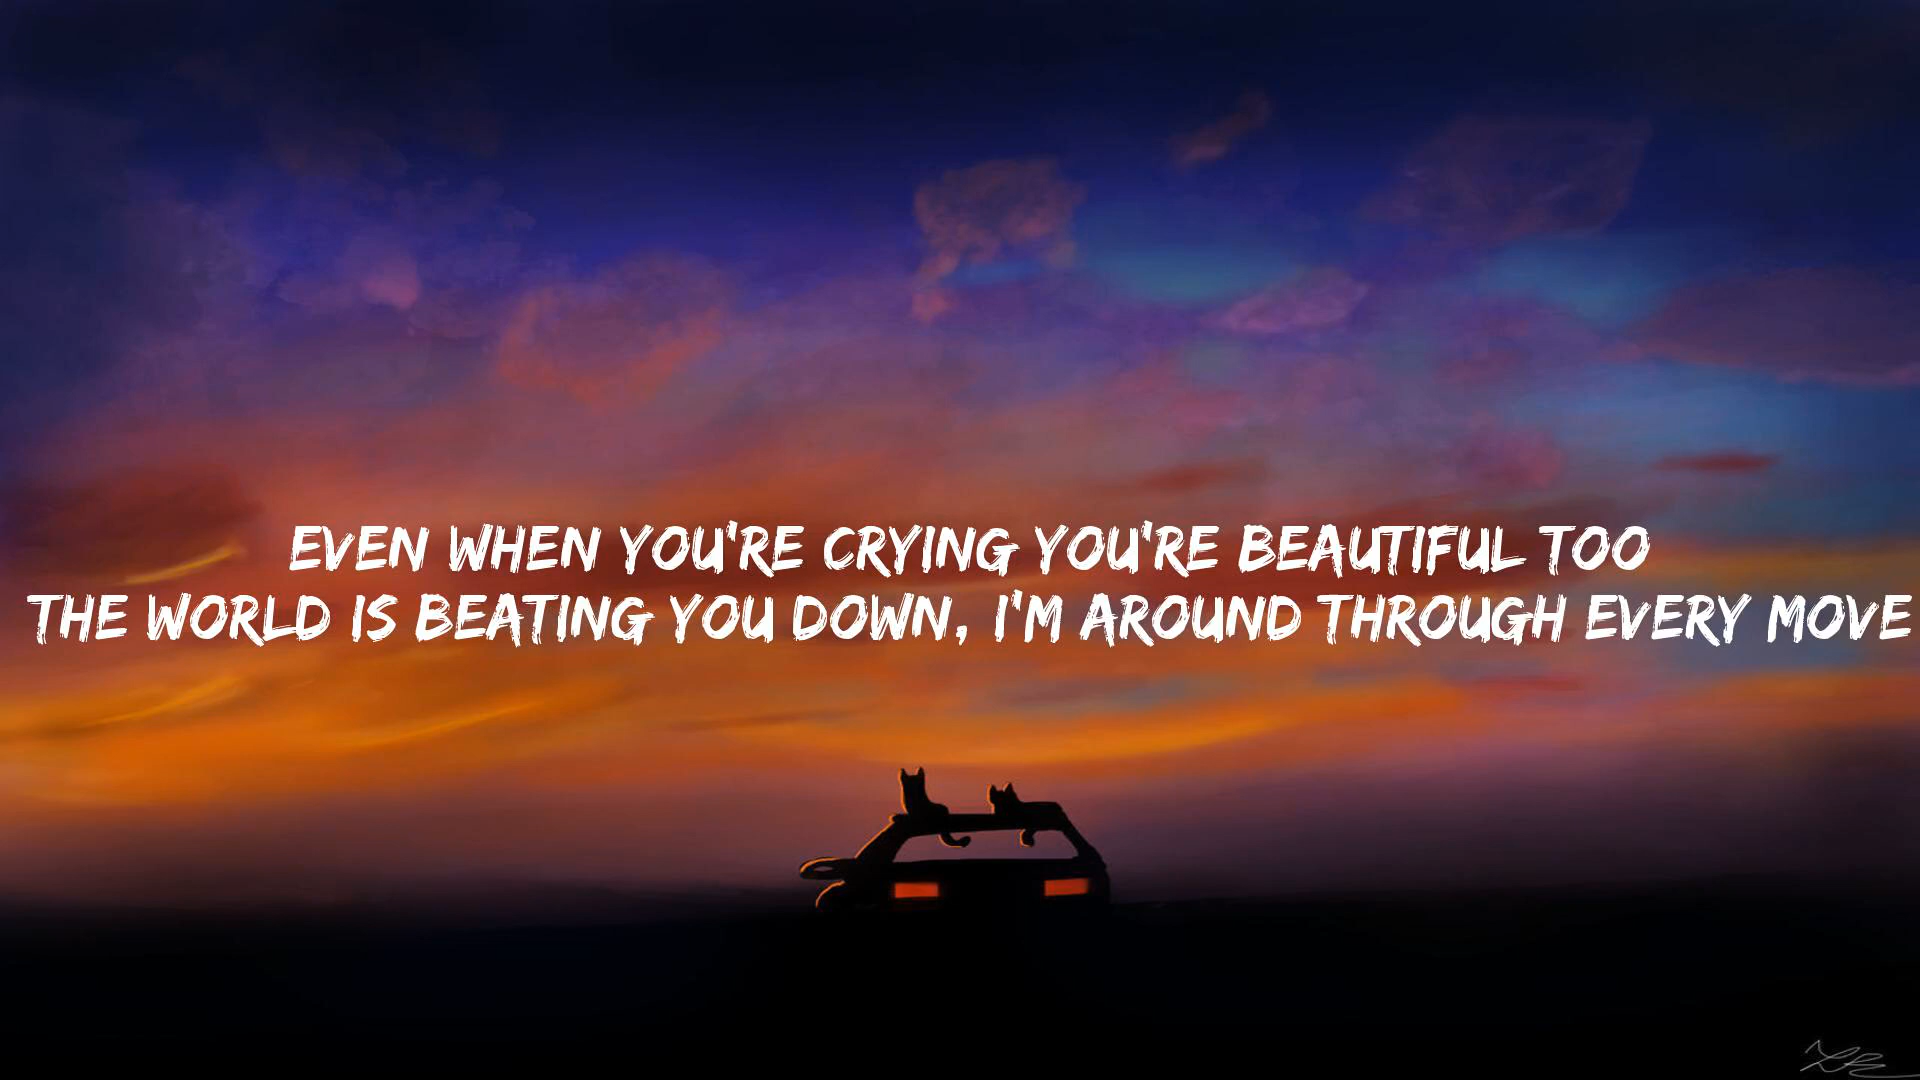 EVEN WHEN YOU'RE CRYING YOU'RE BEAUTIFUL TOO
THE WORLD IS BEATING YOU DOWN, I'M AROUND THROUGH EVERY MOVE